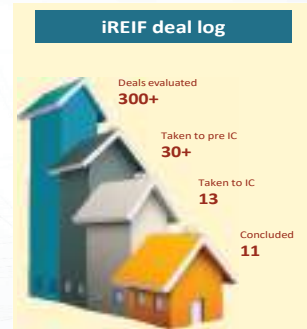 iREIF deal log
Deals evaluated
300+
Taken to pre IC
30+
Taken to IC
13
Concluded
11